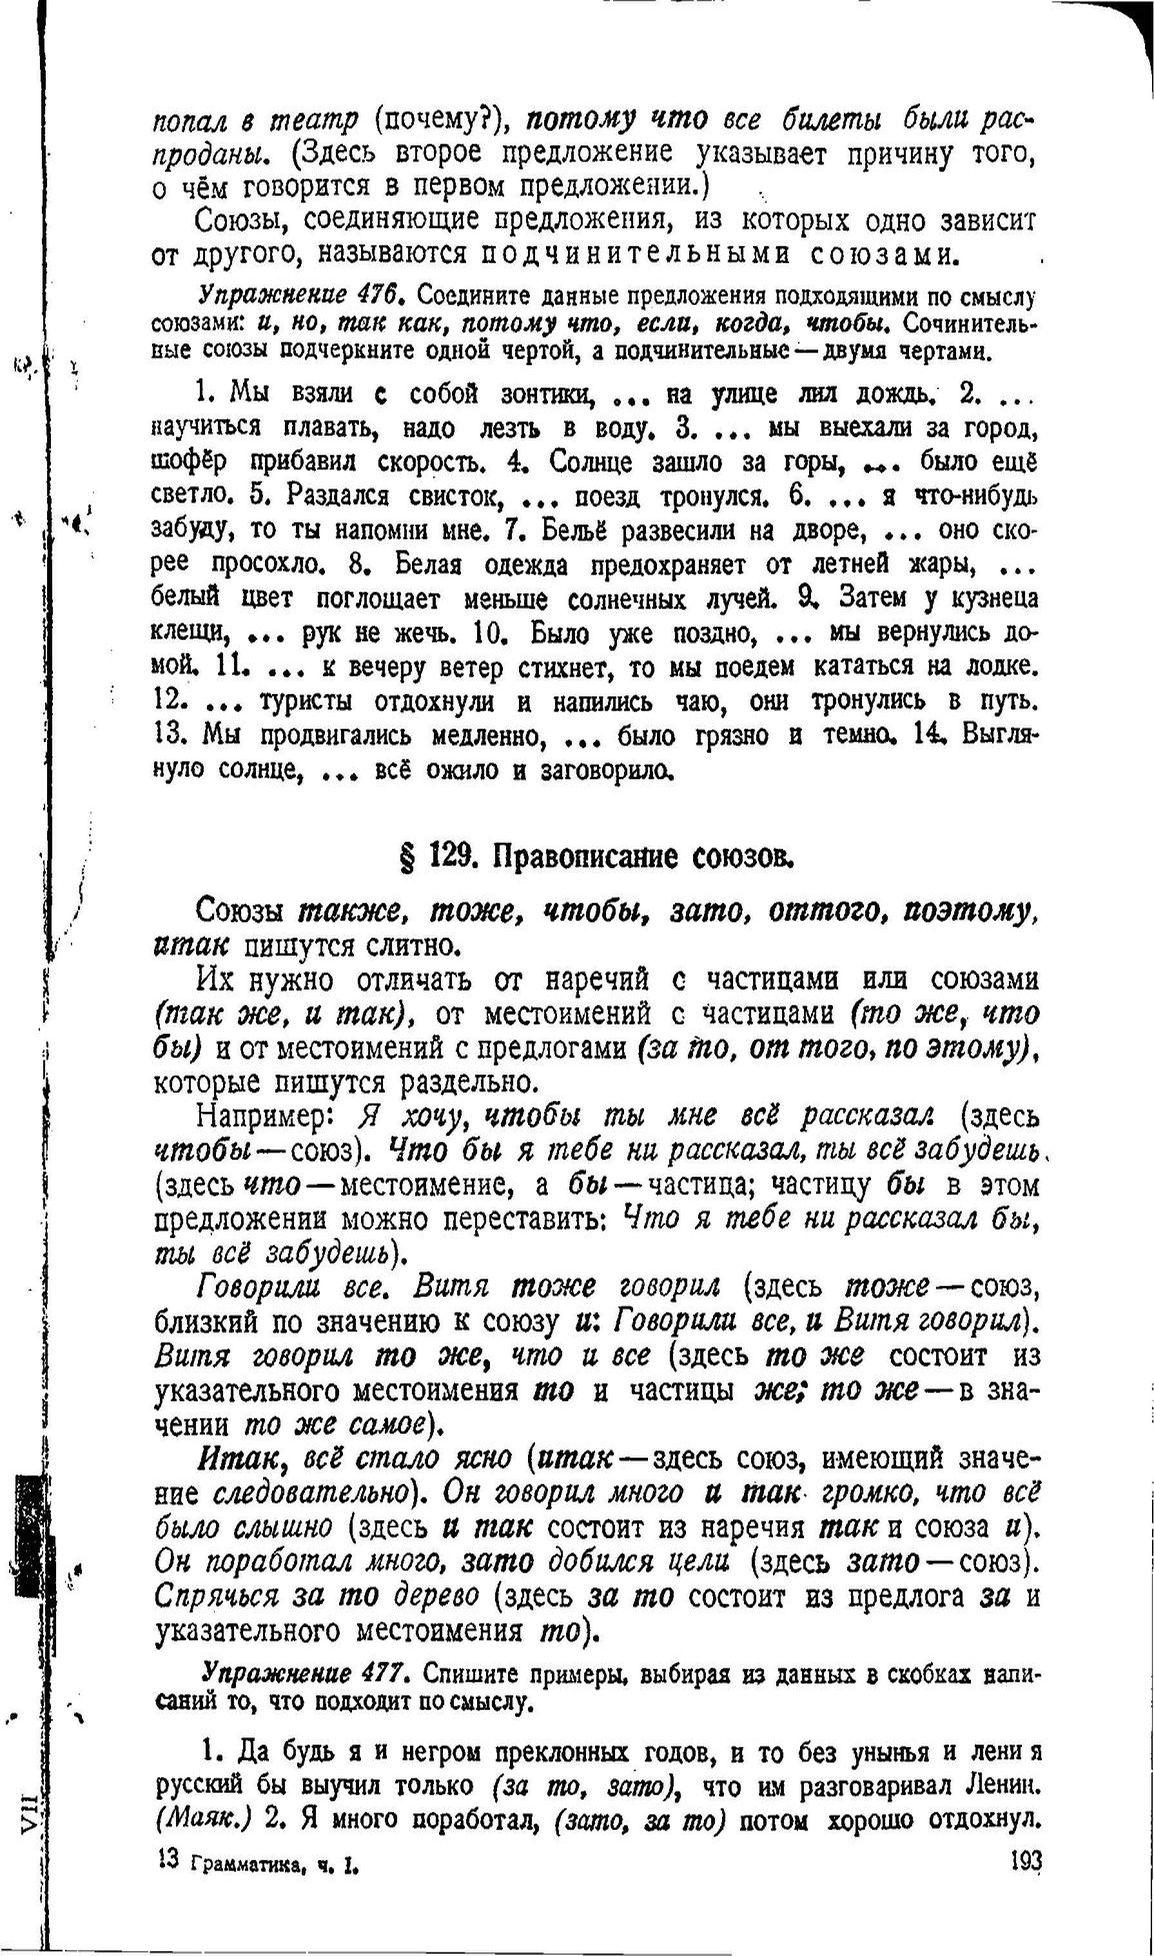 попал в театр (почему?), потому что все билеты были рас-
проданы. (Здесь второе предложение указывает причину того,
о чём говорится в первом предложении.)
Союзы, соединяющие предложения, из которых одно зависит
от другого, называются подчинительными союзами.
Упражнение 476. Соедините данные предложения подходящими по смыслу
союзами: и, но, так как, потому что, если, когда, чтобы. Сочинитель-
ные союзы подчеркните одной чертой, а подчинительные — двумя чертами.
1. Мы взяли с собой зонтики, ... на улице лил дождь. 2. ...
научиться плавать, надо лезть в воду. 3. ... мы выехали за город,
шофёр прибавил скорость. 4. Солнце зашло за горы, ... было ещё
светло. 5. Раздался свисток, ... поезд тронулся. 6. ... я что-нибудь
забуду, то ты напомни мне. 7. Бельё развесили на дворе, ... оно ско-
рее просохло. 8. Белая одежда предохраняет от летней жары, ...
белый цвет поглощает меньше солнечных лучей. 9. Затем у кузнеца
клещи, ... рук не жечь. 10. Было уже поздно, ... мы вернулись до-
мой. 11. ... к вечеру ветер стихнет, то мы поедем кататься на лодке.
12. ... туристы отдохнули и напились чаю, они тронулись в путь.
13. Мы продвигались медленно, ... было грязно и темно. 14. Выгля-
нуло солнце, ... всё ожило и заговорило.
§ 129. Правописание союзов.
Союзы также, тоже, чтобы, зато, оттого, поэтому,
итак пишутся слитно.
Их нужно отличать от наречий с частицами или союзами
(так же, и так), от местоимений с частицами (то же, что
бы) и от местоимений с предлогами (за то, от того, по этому),
которые пишутся раздельно.
Например: Я хочу, чтобы ты мне всё рассказал (здесь
чтобы — союз). Что бы я тебе ни рассказал, ты всё забудешь.
(здесь что — местоимение, а бы — частица; частицу бы в этом
предложении можно переставить: Что я тебе ни рассказал бы,
ты всё забудешь).
Говорили все. Витя тоже говорил (здесь тоже — союз,
близкий по значению к союзу и: Говорили все, и Витя говорил).
Витя говорил то же, что и все (здесь то же состоит из
указательного местоимения то и частицы же; то же — в зна-
чении то же самое).
Итак, всё стало ясно (итак — здесь союз, имеющий значе-
ние следовательно). Он говорил много и так громко, что всё
было слышно (здесь и так состоит из наречия так и союза и).
Он поработал много, зато добился цели (здесь зато — союз).
Спрячься за то дерево (здесь за то состоит из предлога за и
указательного местоимения то).
Упражнение 477. Спишите примеры, выбирая из данных в скобках напи-
саний то, что подходит по смыслу.
1. Да будь я и негром преклонных годов, и то без унынья и лени я
русский бы выучил только (за то, зато), что им разговаривал Ленин.
(Маяк.) 2. Я много поработал, (зато, за то) потом хорошо отдохнул.
13 Грамматика, ч. I.
193
VII